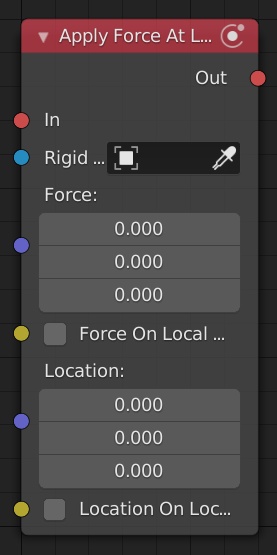 Apply Force At L...
Out
In
Rigid ...
Force:
0.000
0.000
0.000
Force On Local ...
Location:
0.000
0.000
0.000
Location On Loc...